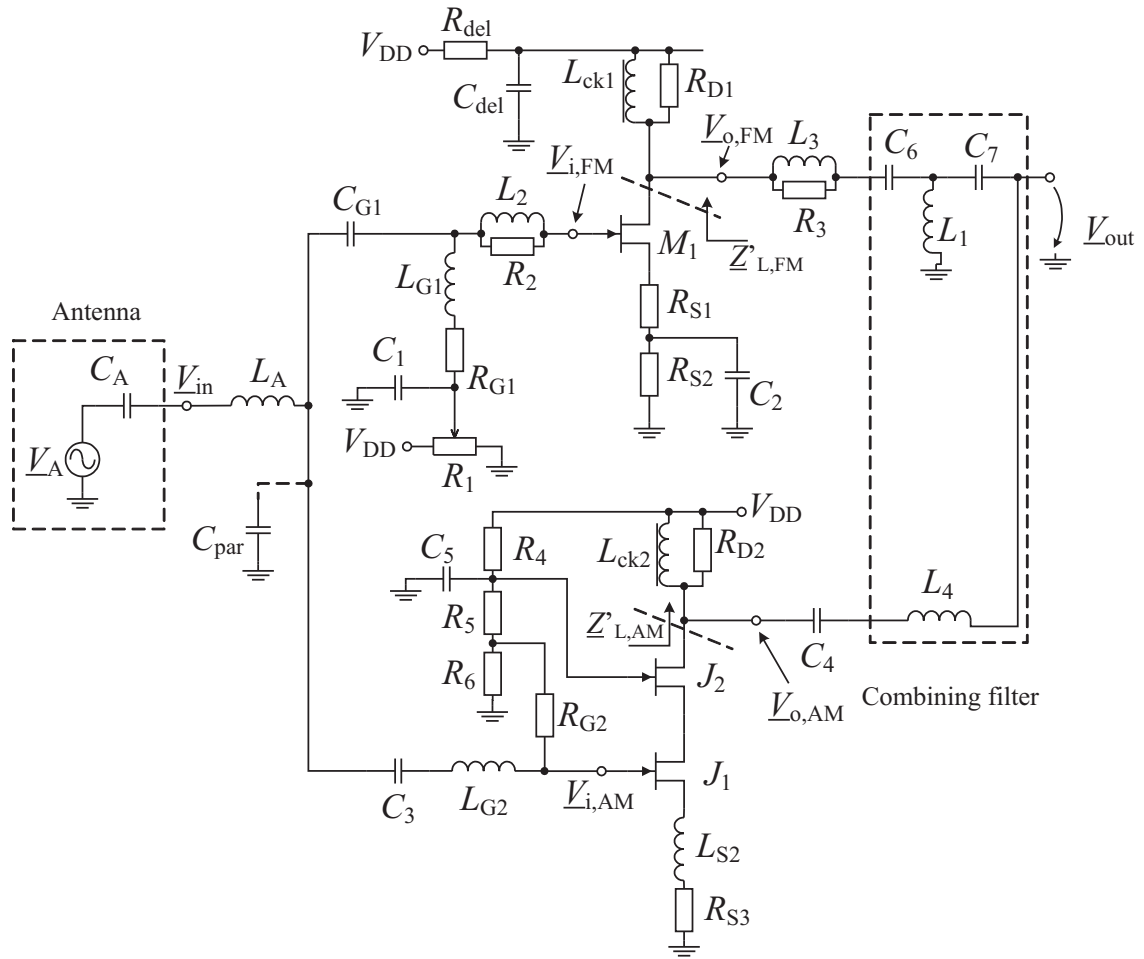 R_del
V_DD
C_del
L_ck1
R_D1
V_o,FM
L_3
R_3
C_6
C_7
L_1
V_out
V_i,FM
C_G1
L_2
R_2
M_1
Z'_L,FM
L_G1
R_G1
R_S1
R_S2
C_2
C_1
V_DD
R_1
Antenna
C_A
V_in
L_A
V_A
C_par
V_DD
L_ck2
R_D2
C_5
R_4
R_5
R_6
Z'_L,AM
J_2
R_G2
C_4
V_o,AM
L_4
Combining filter
C_3
L_G2
V_i,AM
J_1
L_S2
R_S3